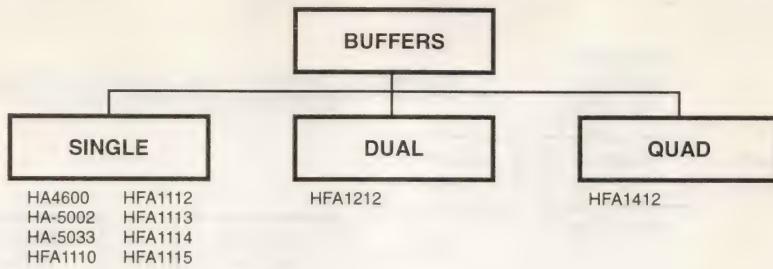 BUFFERS
SINGLE
HA4600 HFA1112
HA-5002 HFA1113
HA-5033 HFA1114
HFA1110 HFA1115
DUAL
HFA1212
QUAD
HFA1412